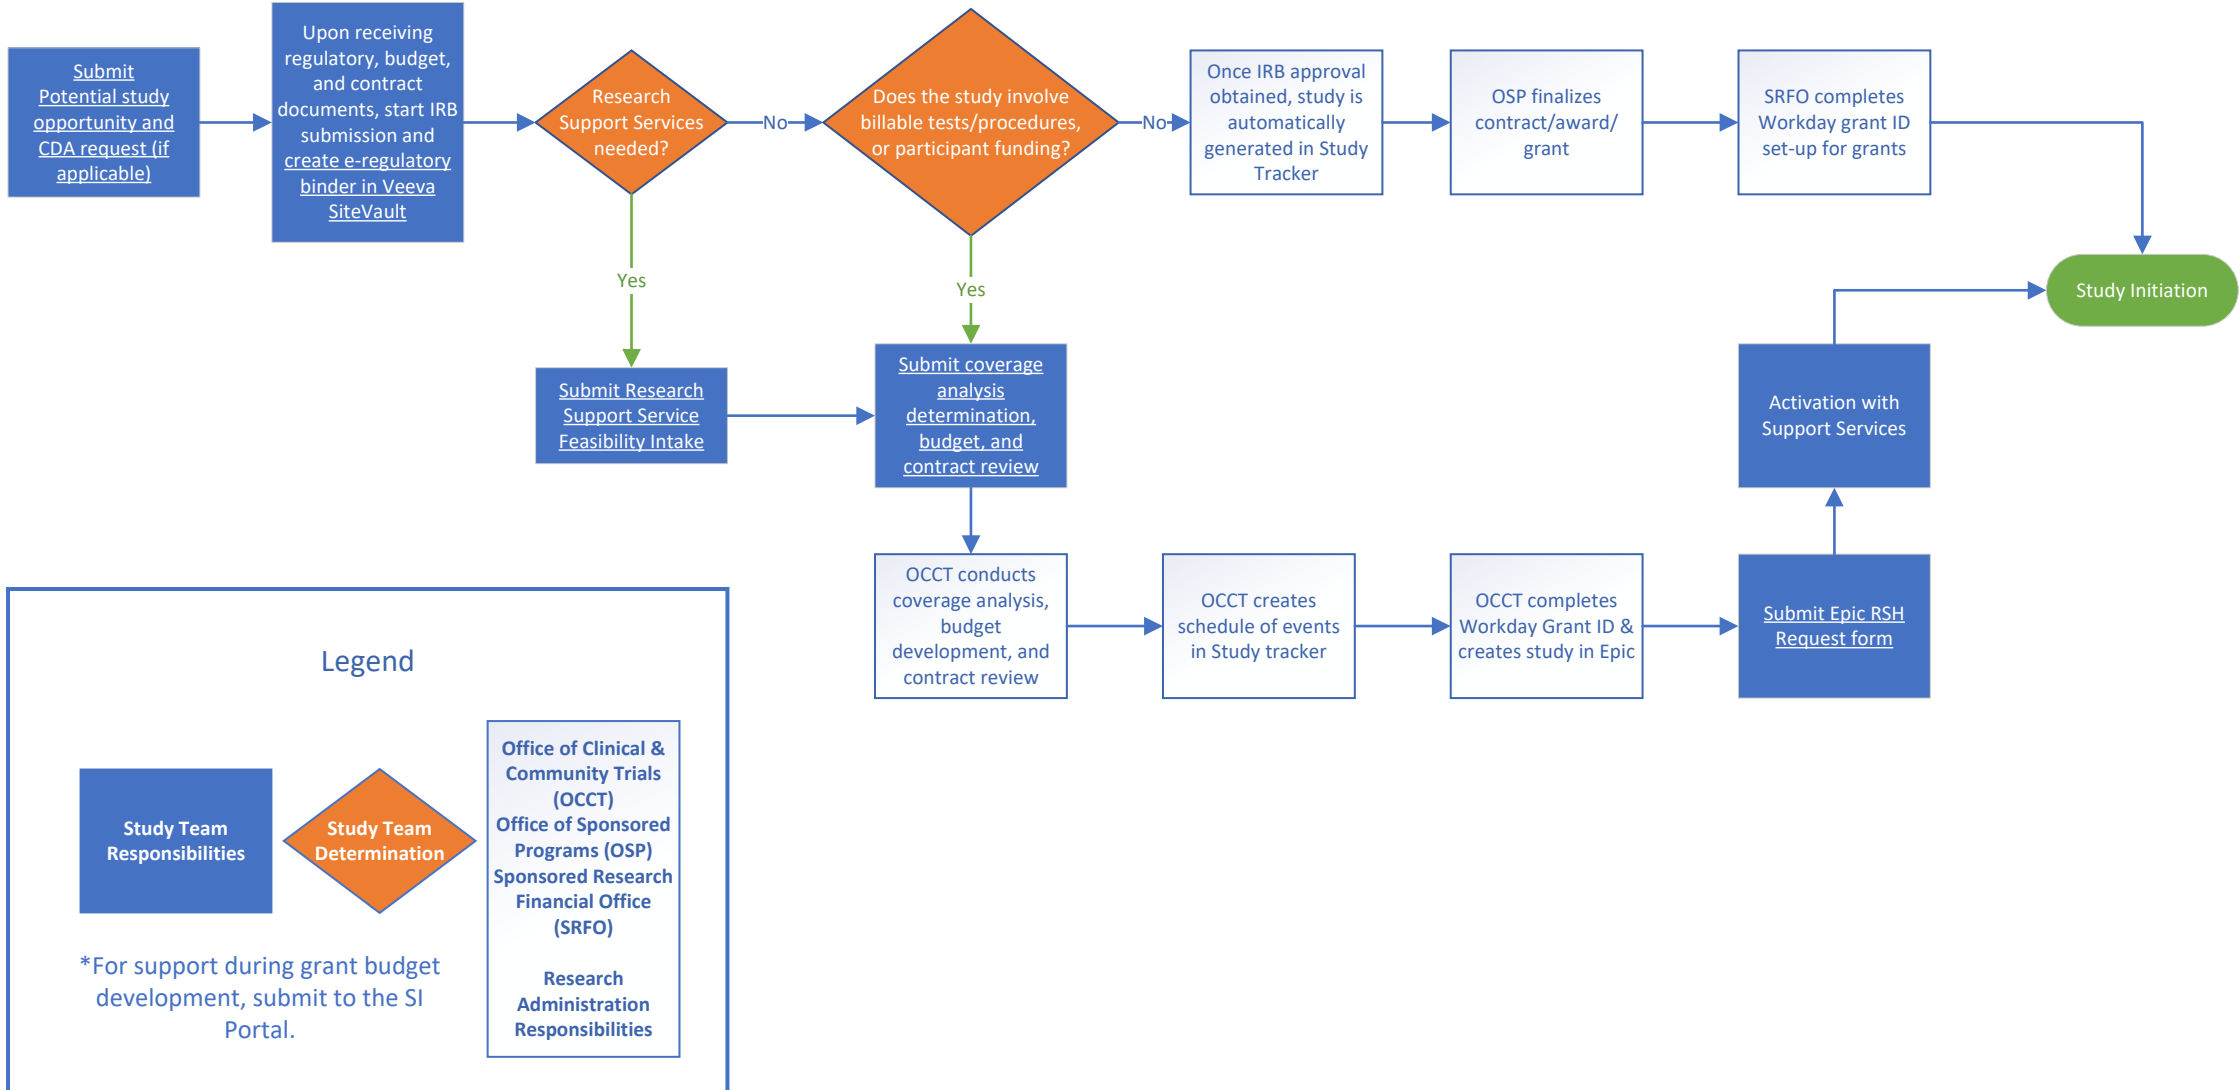 Submit
Potential study
opportunity and
CDA request (if
applicable)
Upon receiving
regulatory, budget,
and contract
documents, start IRB
submission and
create e-regulatory
binder in Veeva
SiteVault
Research
Support Services
needed?
No
Does the study involve
billable tests/procedures,
or participant funding?
No
Once IRB approval
obtained, study is
automatically
generated in Study
Tracker
OSP finalizes
contract/award/
grant
SRFO completes
Workday grant ID
set-up for grants
Study Initiation
Yes
Yes
Submit Research
Support Service
Feasibility Intake
Submit coverage
analysis
determination,
budget, and
contract review
Activation with
Support Services
OCCT conducts
coverage analysis,
budget
development, and
contract review
OCCT creates
schedule of events
in Study tracker
OCCT completes
Workday Grant ID &
creates study in Epic
Submit Epic RSH
Request form
Legend
Study Team
Responsibilities
Study Team
Determination
Office of Clinical &
Community Trials
(OCCT)
Office of Sponsored
Programs (OSP)
Sponsored Research
Financial Office
(SRFO)
Research
Administration
Responsibilities
*For support during grant budget
development, submit to the SI
Portal.